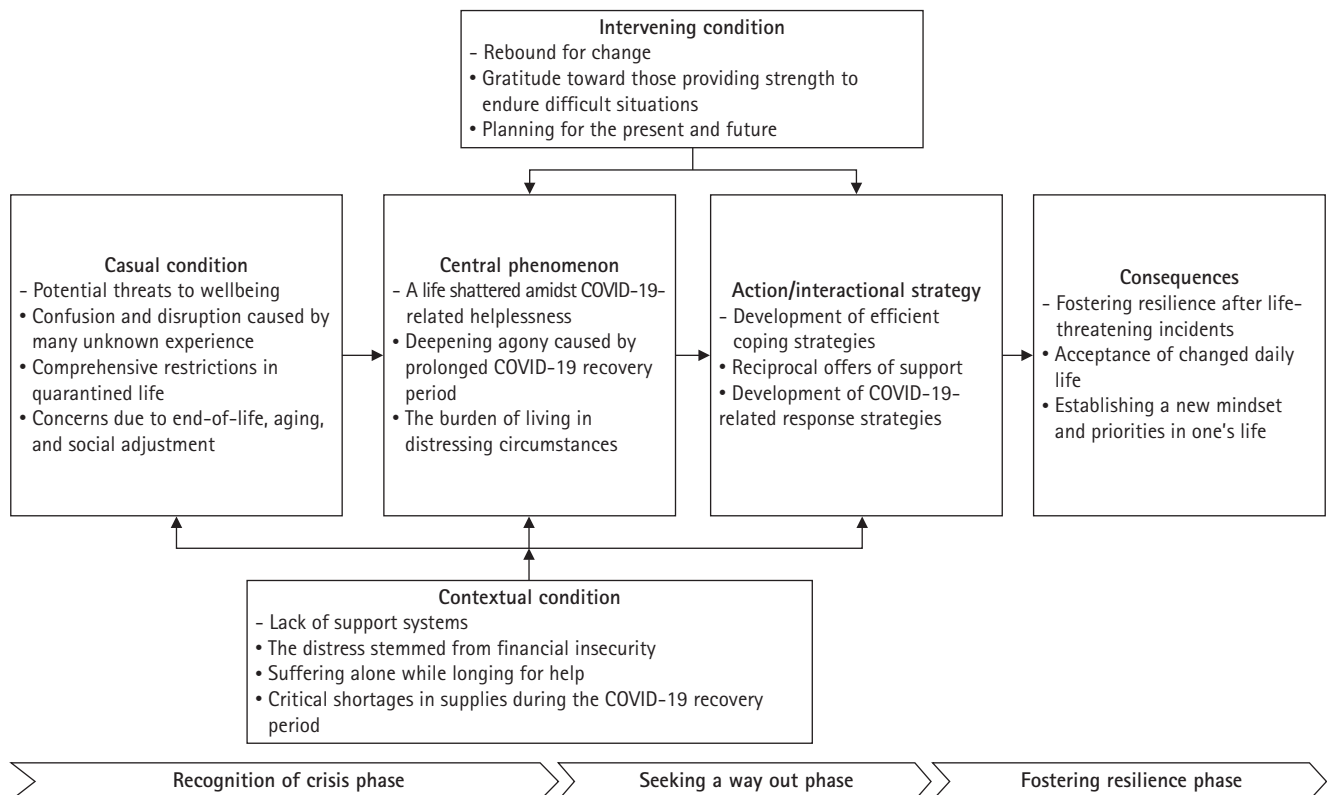 Intervening condition
- Rebound for change
• Gratitude toward those providing strength to
endure difficult situations
• Planning for the present and future
Casual condition
- Potential threats to wellbeing
• Confusion and disruption caused by
many unknown experience
• Comprehensive restrictions in
quarantined life
• Concerns due to end-of-life, aging,
and social adjustment
Central phenomenon
- A life shattered amidst COVID-19-
related helplessness
• Deepening agony caused by
prolonged COVID-19 recovery
period
• The burden of living in
distressing circumstances
Action/interactional strategy
- Development of efficient
coping strategies
• Reciprocal offers of support
• Development of COVID-19-
related response strategies
Consequences
- Fostering resilience after life-
threatening incidents
• Acceptance of changed daily
life
• Establishing a new mindset
and priorities in one's life
Contextual condition
- Lack of support systems
• The distress stemmed from financial insecurity
• Suffering alone while longing for help
• Critical shortages in supplies during the COVID-19 recovery
period
Recognition of crisis phase
Seeking a way out phase
Fostering resilience phase